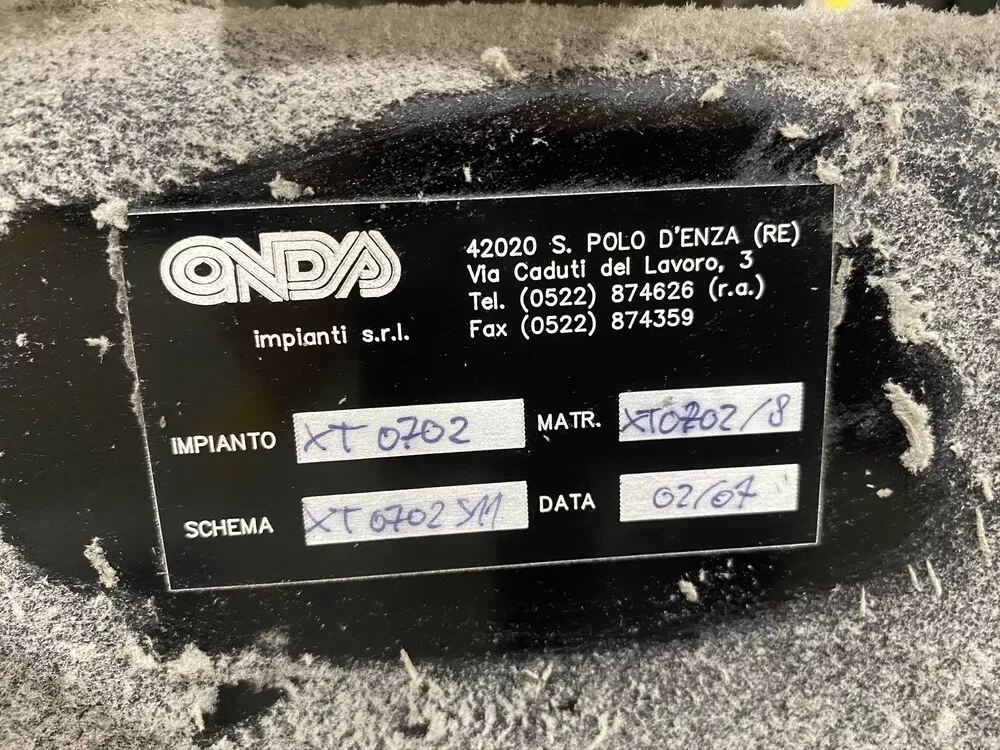 ONDA
impianti s.r.l.
42020 S. POLO D'ENZA (RE)
Via Caduti del Lavoro, 3
Tel. (0522) 874626 (r.a.)
Fax (0522) 874359
IMPIANTO XT 0702
MATR. XT0702/8
SCHEMA XT 0702
DATA 02/07